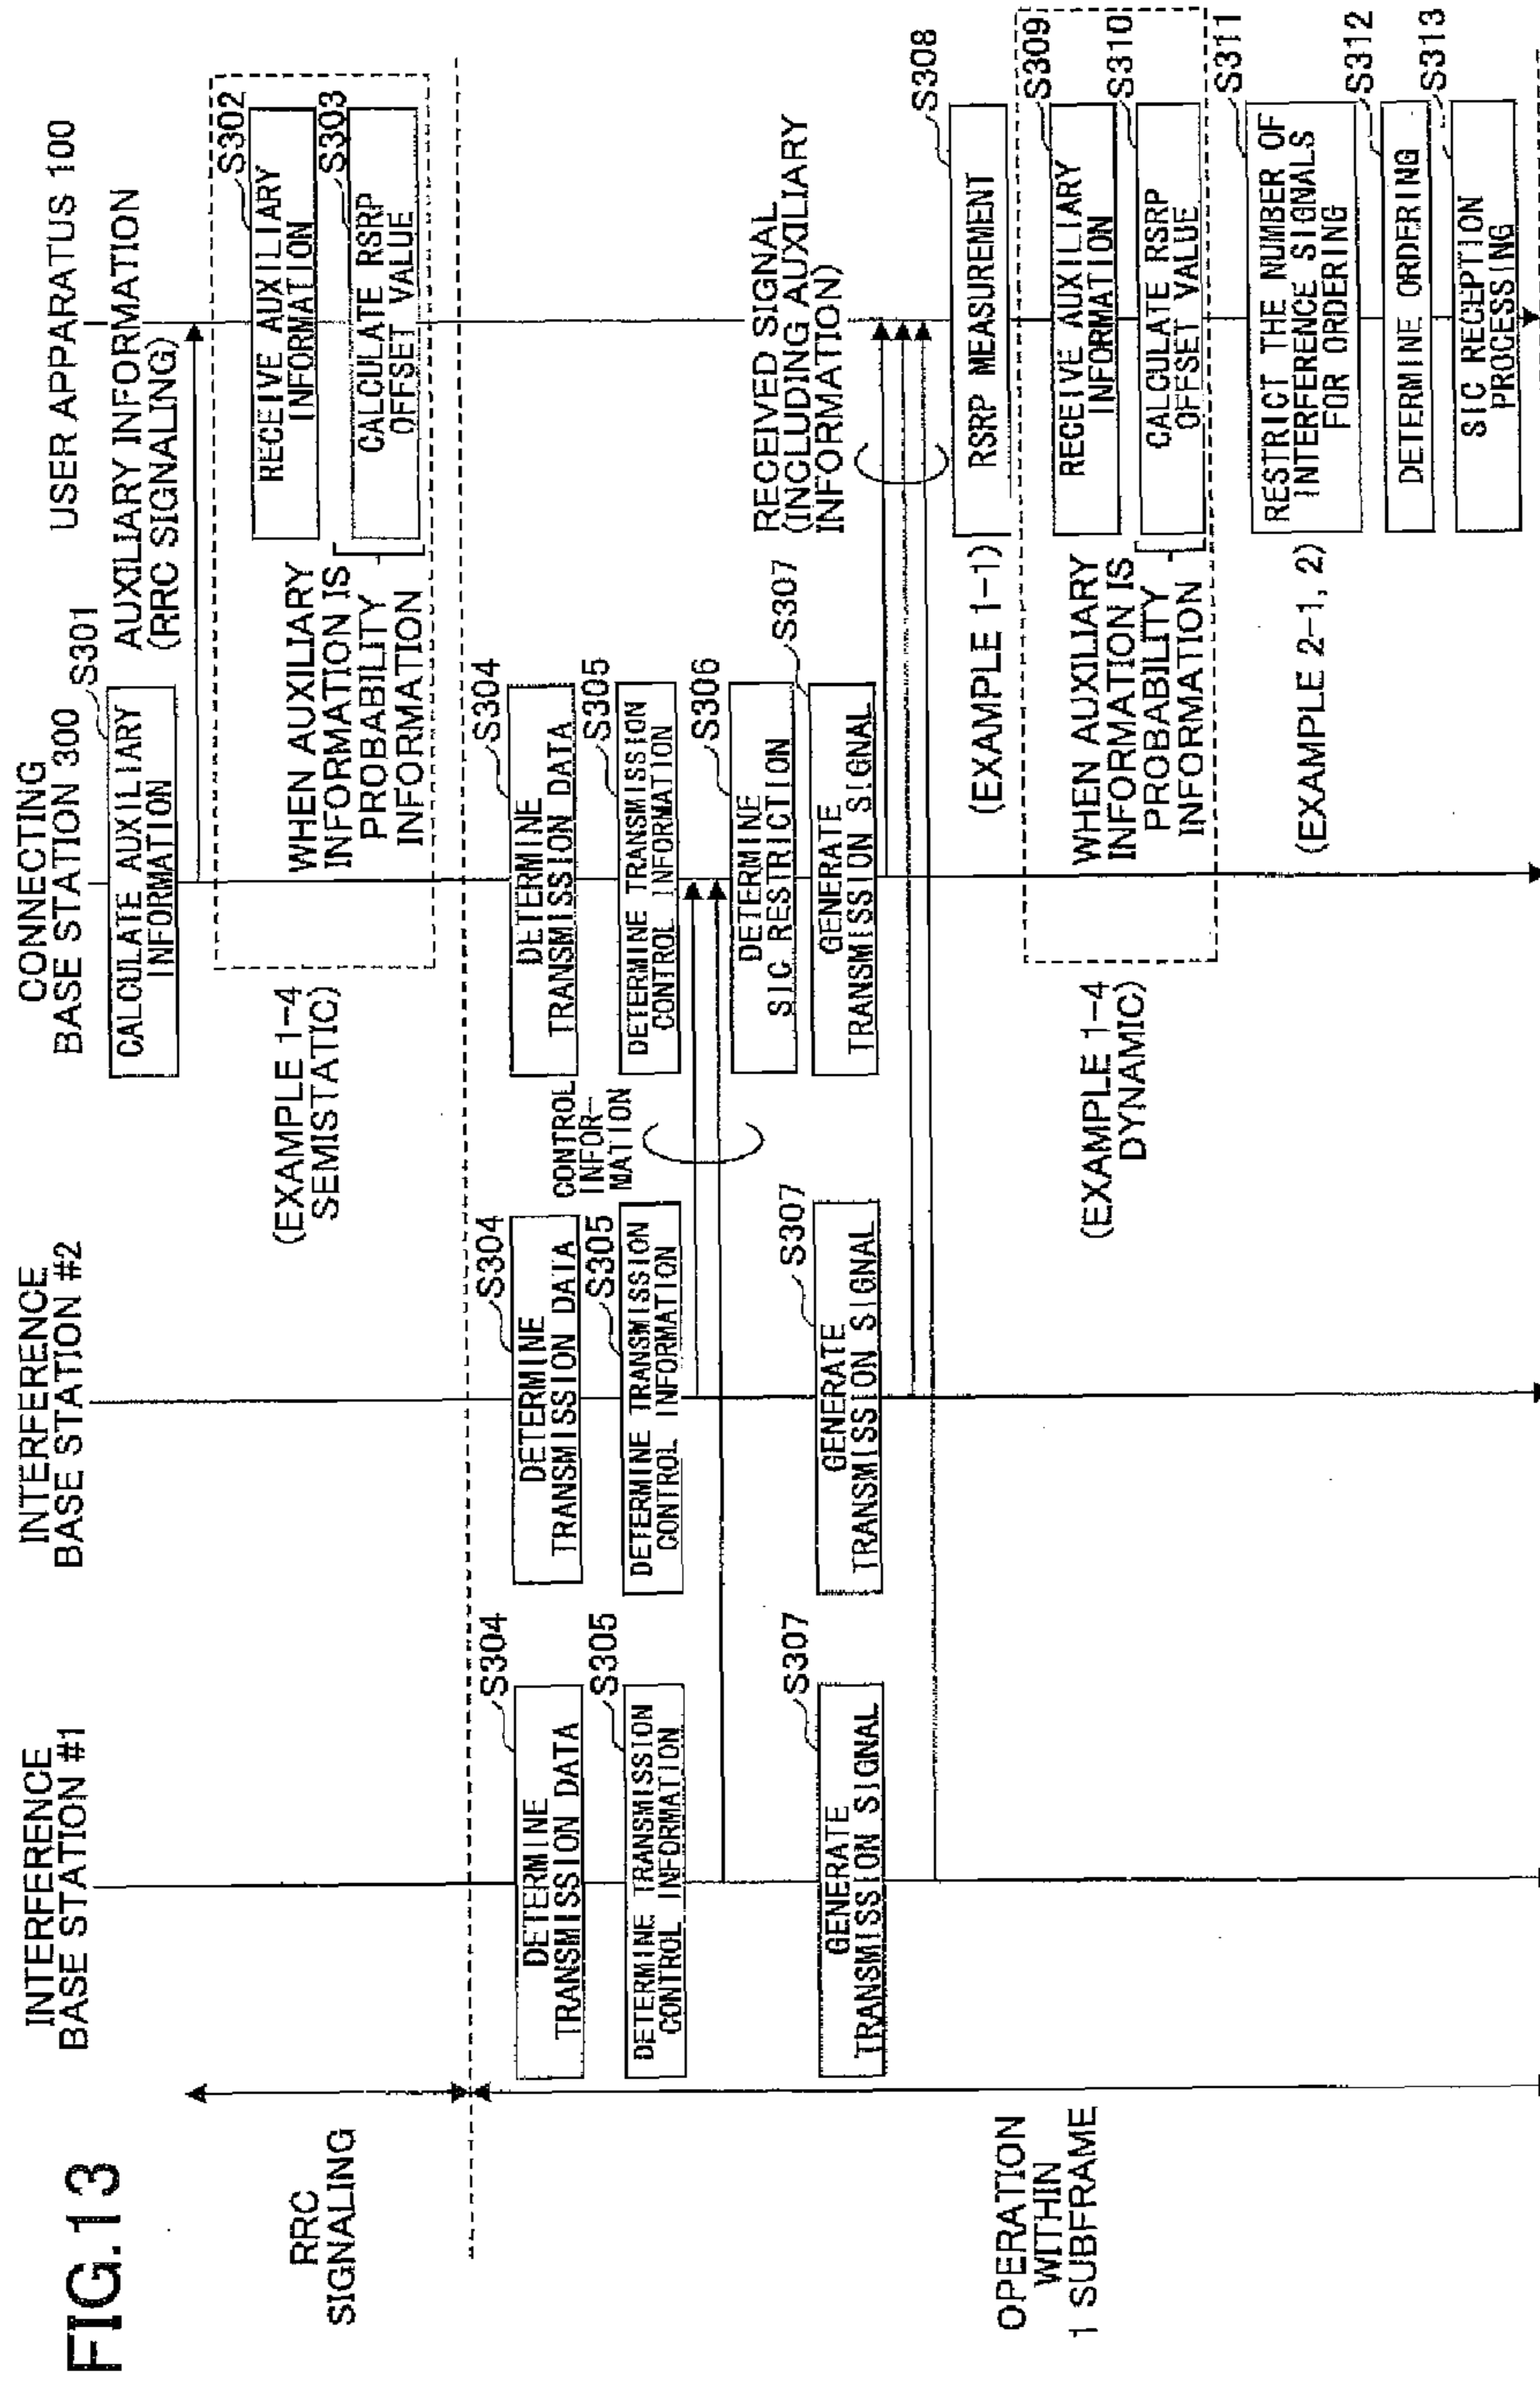 FIG.13
INTERFERENCE
BASE STATION #1
INTERFERENCE
BASE STATION #2
CONNECTING
BASE STATION 300
USER APPARATUS 100
RRC
SIGNALING
S301
CALCULATE AUXILIARY
INFORMATION
AUXILIARY INFORMATION
(RRC SIGNALING)
(EXAMPLE 1-4
SEMISTATIC)
WHEN AUXILIARY
INFORMATION IS
PROBABILITY
INFORMATION
S302
RECEIVE AUXILIARY
INFORMATION
S303
CALCULATE RSRP
OFFSET VALUE
OPERATION
WITHIN
1 SUBFRAME
S304
DETERMINE
TRANSMISSION DATA
S304
DETERMINE
TRANSMISSION DATA
S304
DETERMINE
TRANSMISSION DATA
S305
DETERMINE TRANSMISSION
CONTROL INFORMATION
S305
DETERMINE TRANSMISSION
CONTROL INFORMATION
CONTROL
INFOR-
MATION
S305
DETERMINE TRANSMISSION
CONTROL INFORMATION
S306
DETERMINE
SIC RESTRICTION
S307
GENERATE
TRANSMISSION SIGNAL
S307
GENERATE
TRANSMISSION SIGNAL
S307
GENERATE
TRANSMISSION SIGNAL
RECEIVED SIGNAL
(INCLUDING AUXILIARY
INFORMATION)
(EXAMPLE 1-1)
S308
RSRP MEASUREMENT
(EXAMPLE 1-4
DYNAMIC)
WHEN AUXILIARY
INFORMATION IS
PROBABILITY
INFORMATION
S309
RECEIVE AUXILIARY
INFORMATION
S310
CALCULATE RSRP
OFFSET VALUE
(EXAMPLE 2-1, 2)
S311
RESTRICT THE NUMBER OF
INTERFERENCE SIGNALS
FOR ORDERING
S312
DETERMINE ORDERING
S313
SIC RECEPTION
PROCESSING